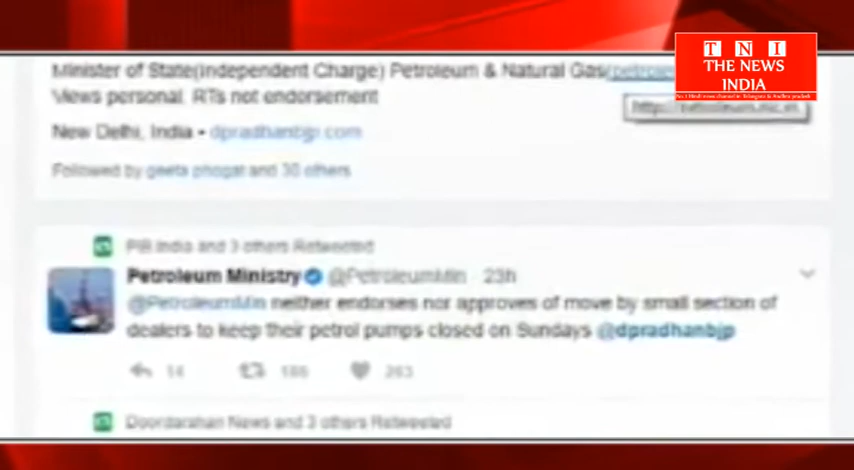 T N I
THE NEWS
INDIA
Minister of State(Independent Charge) Petroleum & Natural Gas
Views personal. RTs not endorsement
New Delhi, India • dpradhanbjp.com
Followed by geeta phogat and 30 others
PIB India and 3 others Retweeted
Petroleum Ministry @PetroleumMin 23h
@PetroleumMin neither endorses nor approves of move by small section of
dealers to keep their petrol pumps closed on Sundays @dpradhanbjp
14 186 263
Doordarshan News and 3 others Retweeted